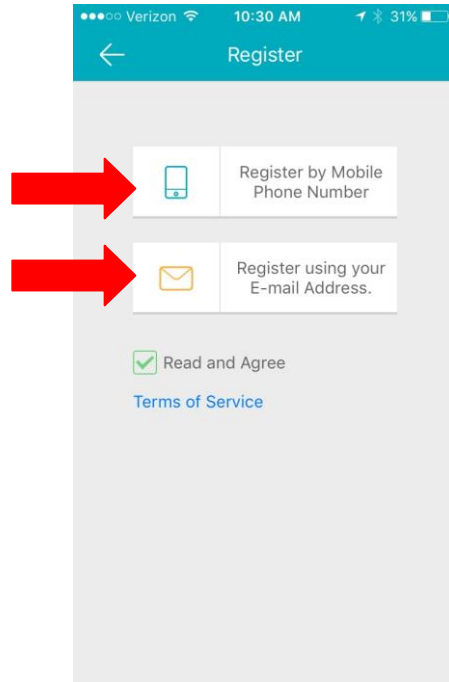 Verizon 10:30 AM 31%
Register
Register by Mobile
Phone Number
Register using your
E-mail Address.
Read and Agree
Terms of Service